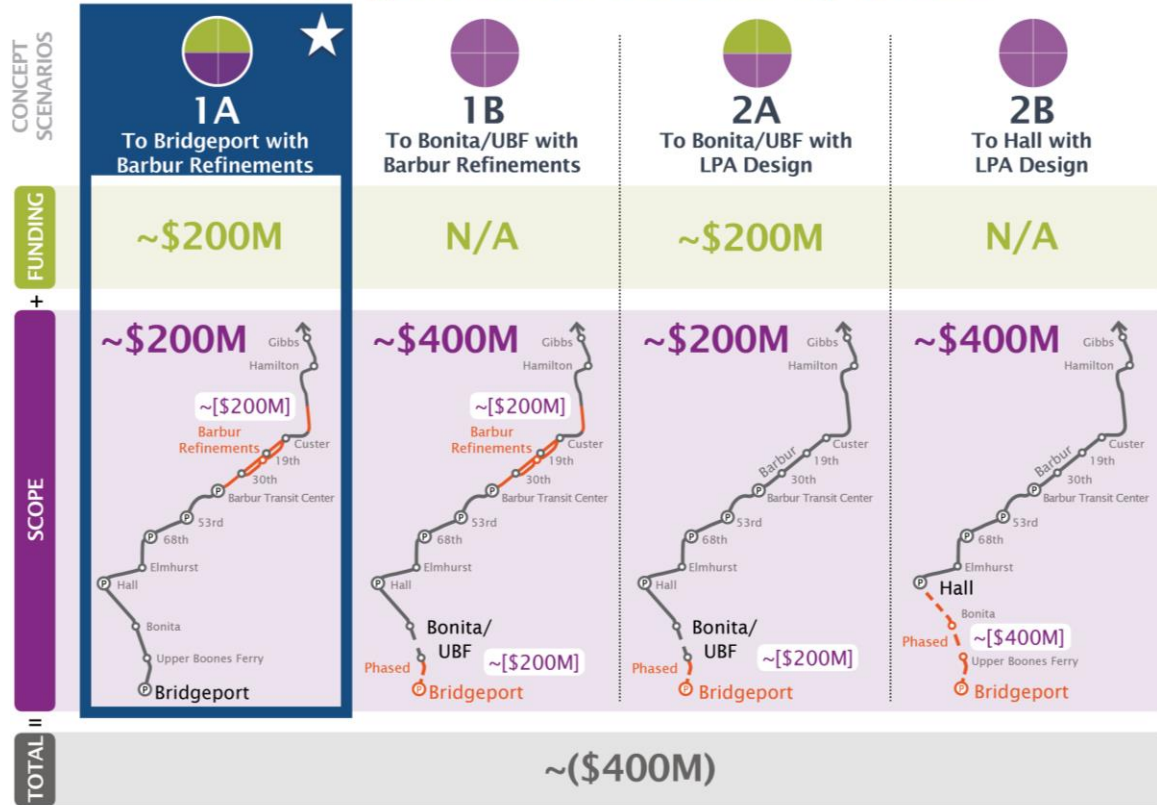 CONCEPT
SCENARIOS
1A
To Bridgeport with
Barbur Refinements
1B
To Bonita/UBF with
Barbur Refinements
2A
To Bonita/UBF with
LPA Design
2B
To Hall with
LPA Design
FUNDING
~$200M
N/A
~$200M
N/A
+
SCOPE
~$200M
Gibbs
Hamilton
~[$200M]
Barbur
Refinements
Custer
19th
30th
P
Barbur Transit Center
P
53rd
P
68th
Elmhurst
P
Hall
Bonita
Upper Boones Ferry
P
Bridgeport
~$400M
Gibbs
Hamilton
~[$200M]
Barbur
Refinements
Custer
19th
30th
P
Barbur Transit Center
P
53rd
P
68th
Elmhurst
P
Hall
Bonita/
UBF
Phased
~[$200M]
P
Bridgeport
~$200M
Gibbs
Hamilton
Custer
Barbur
19th
30th
P
Barbur Transit Center
P
53rd
P
68th
Elmhurst
P
Hall
Bonita/
UBF
Phased
~[$200M]
P
Bridgeport
~$400M
Gibbs
Hamilton
Custer
Barbur
19th
30th
P
Barbur Transit Center
P
53rd
P
68th
Elmhurst
P
Hall
Bonita
Phased
~[$400M]
Upper Boones Ferry
P
Bridgeport
=
TOTAL
~($400M)